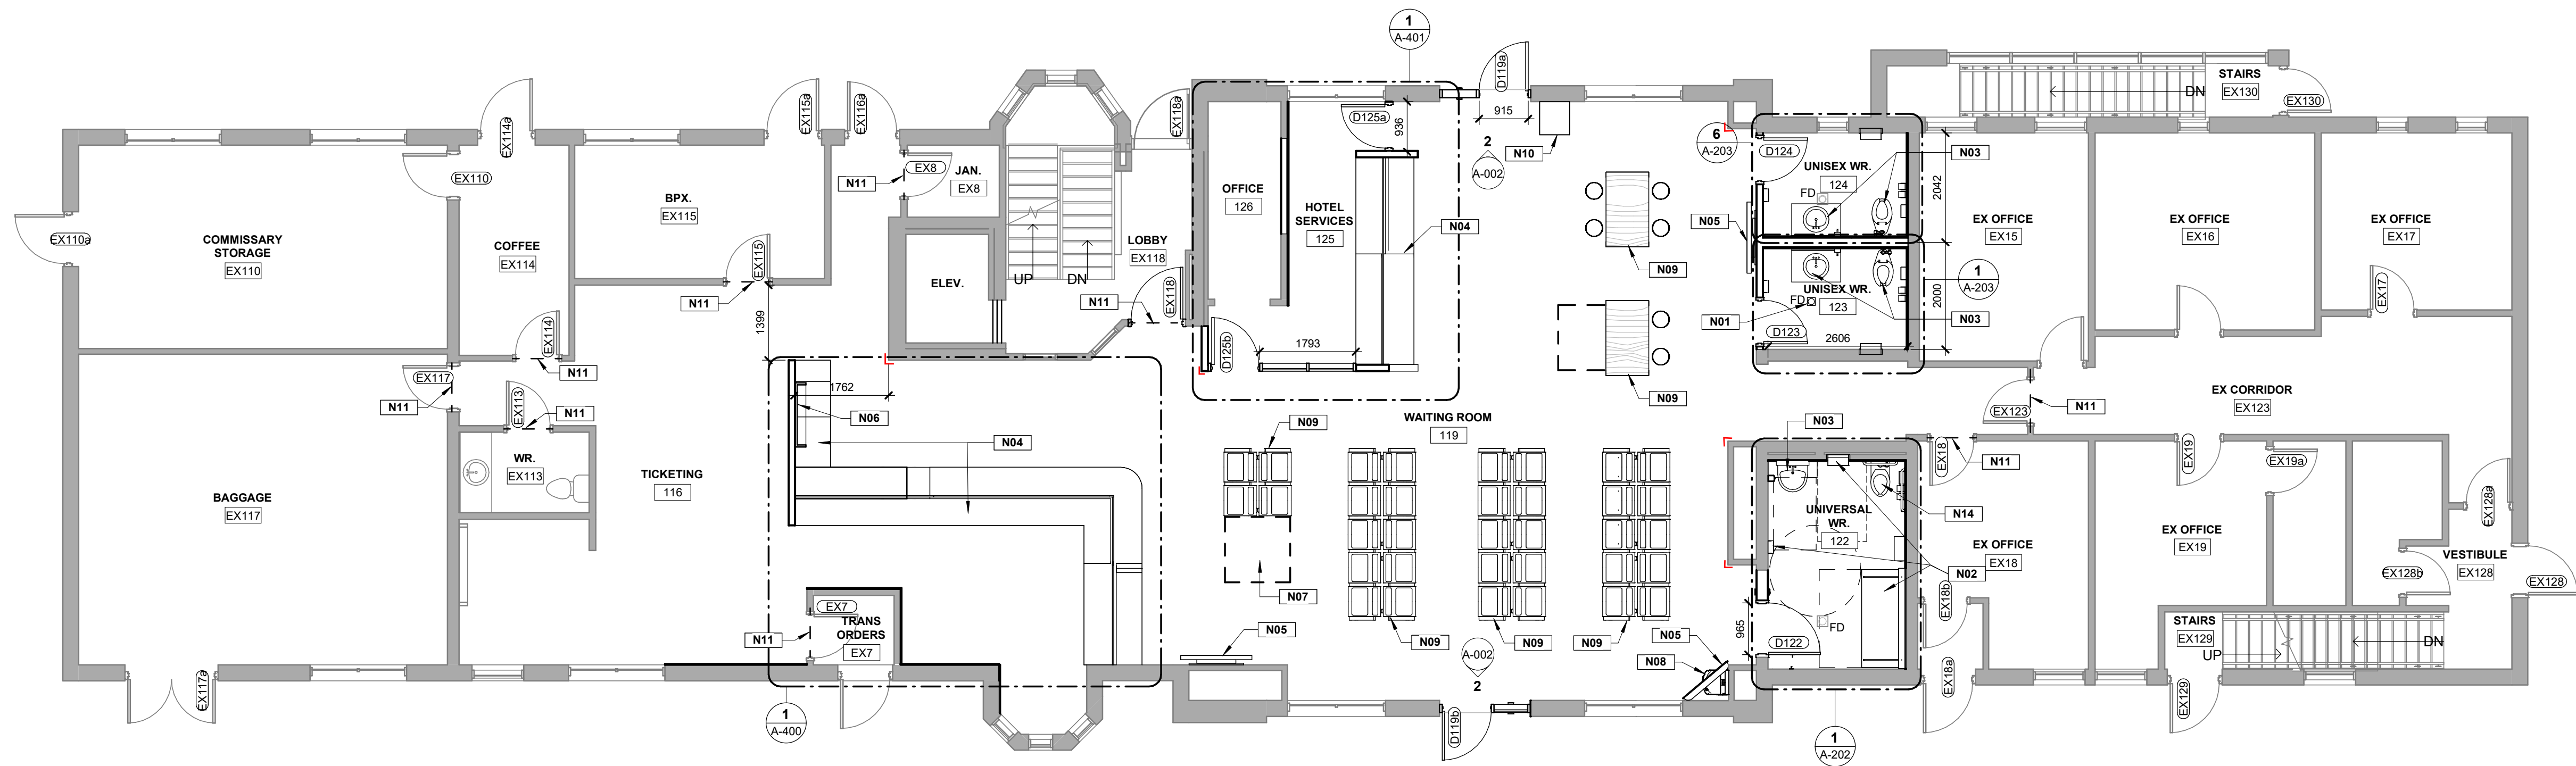 1
A-401
D119a
STAIRS
EX130
DN
EX130
EX115a
EX116a
EX114a
EX118a
D125a
915
936
6
A-203
2
A-002
N10
D124
N03
UNISEX WR.
124
FD
2042
EX110
N11
EX8
JAN.
EX8
OFFICE
126
BPX.
EX115
HOTEL
SERVICES
125
N05
EX OFFICE
EX15
EX OFFICE
EX16
EX OFFICE
EX17
EX110a
COMMISSARY
STORAGE
EX110
COFFEE
EX114
LOBBY
EX118
N04
EX115
N11
ELEV.
UP
DN
N11
EX118
N09
1
A-203
UNISEX WR.
123
FD
2000
N01
N03
D123
2606
EX17
1399
EX114
N11
D125b
1793
EX117
N11
EX113
N11
1762
N06
N09
EX CORRIDOR
EX123
EX123
N11
WAITING ROOM
119
N09
N04
N03
EX18
N11
EX19
EX19a
WR.
EX113
TICKETING
116
BAGGAGE
EX117
UNIVERSAL
WR.
122
N14
EX128a
EX OFFICE
EX18
EX OFFICE
EX19
VESTIBULE
EX128
N02
EX128b
EX128
N07
EX18b
EX7
TRANS
ORDERS
EX7
N11
N05
N09
N09
N09
A-002
2
N05
N08
965
FD
D122
STAIRS
EX129
UP
DN
EX117a
EX18a
EX129
1
A-400
D119b
1
A-202